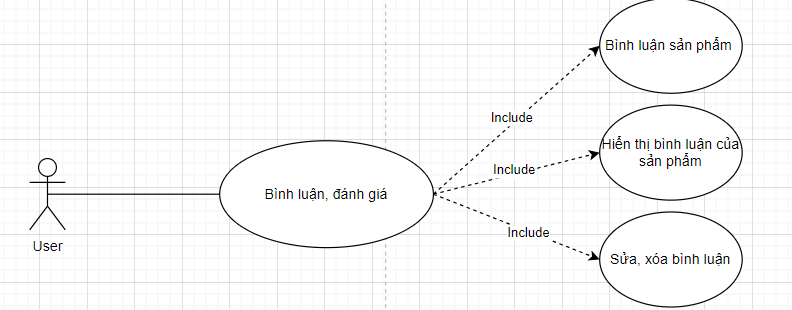 Bình luận sản phẩm
Include
Hiển thị bình luận của
sản phẩm
Include
Bình luận, đánh giá
Include
User
Sửa, xóa bình luận